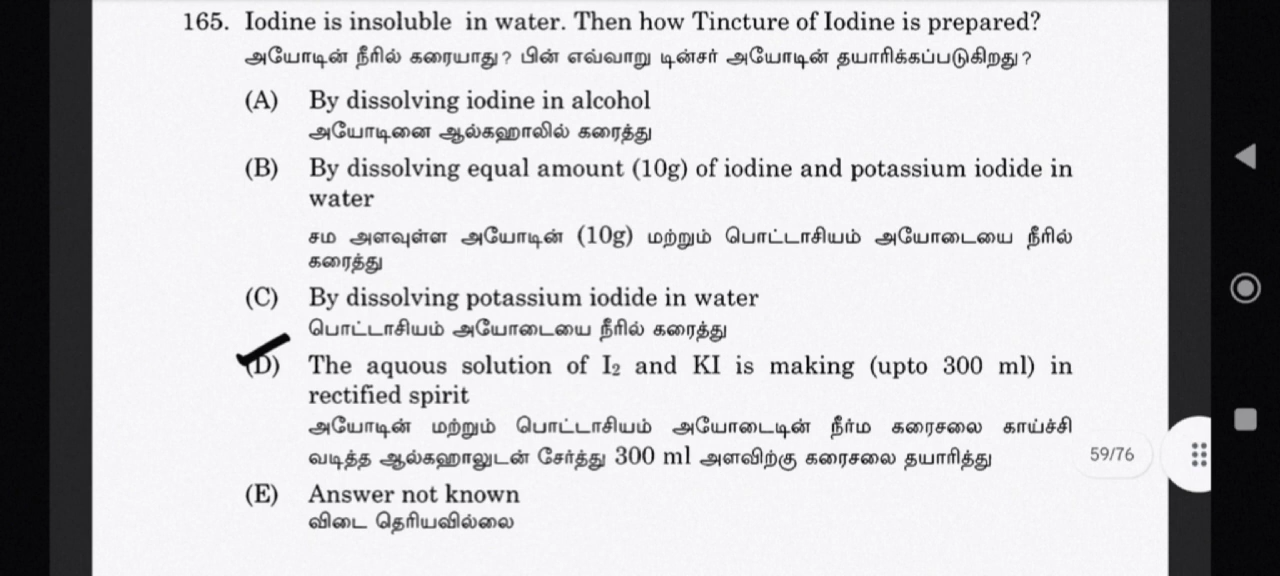 165. Iodine is insoluble in water. Then how Tincture of Iodine is prepared?
அயோடின் நீரில் கரையாது? பின் எவ்வாறு டின்சர் அயோடின் தயாரிக்கப்படுகிறது?
(A) By dissolving iodine in alcohol
அயோடினை ஆல்கஹாலில் கரைத்து
(B) By dissolving equal amount (10g) of iodine and potassium iodide in
water
சம அளவுள்ள அயோடின் (10g) மற்றும் பொட்டாசியம் அயோடையை நீரில்
கரைத்து
(C) By dissolving potassium iodide in water
பொட்டாசியம் அயோடையை நீரில் கரைத்து
(D) The aquous solution of I₂ and KI is making (upto 300 ml) in
rectified spirit
அயோடின் மற்றும் பொட்டாசியம் அயோடைடின் நீர்ம கரைசலை காய்ச்சி
வடித்த ஆல்கஹாலுடன் சேர்த்து 300 ml அளவிற்கு கரைசலை தயாரித்து
59/76
(E) Answer not known
விடை தெரியவில்லை